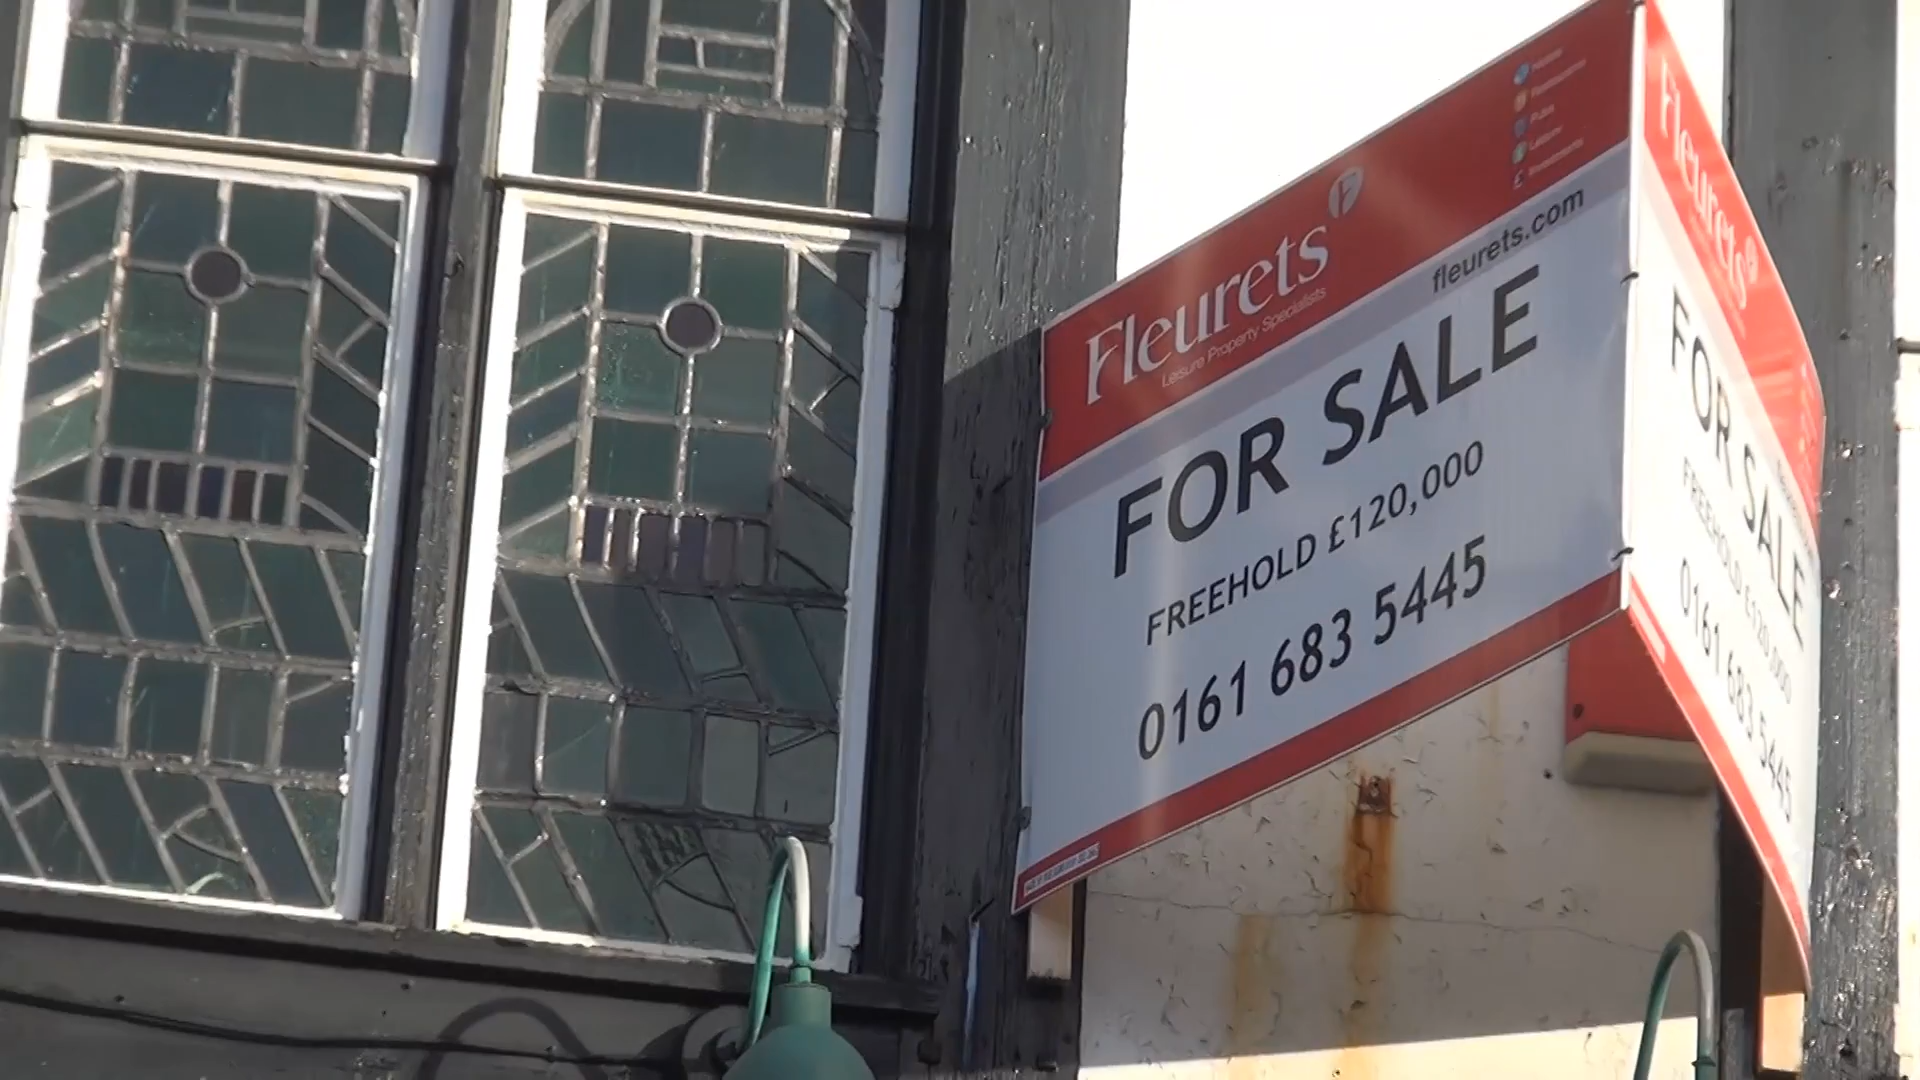 Fleurets
Leisure Property Specialists
fleurets.com
FOR SALE
FREEHOLD £120,000
0161 683 5445
Fleurets
FOR SALE
FREEHOLD £120,000
0161 683 5445